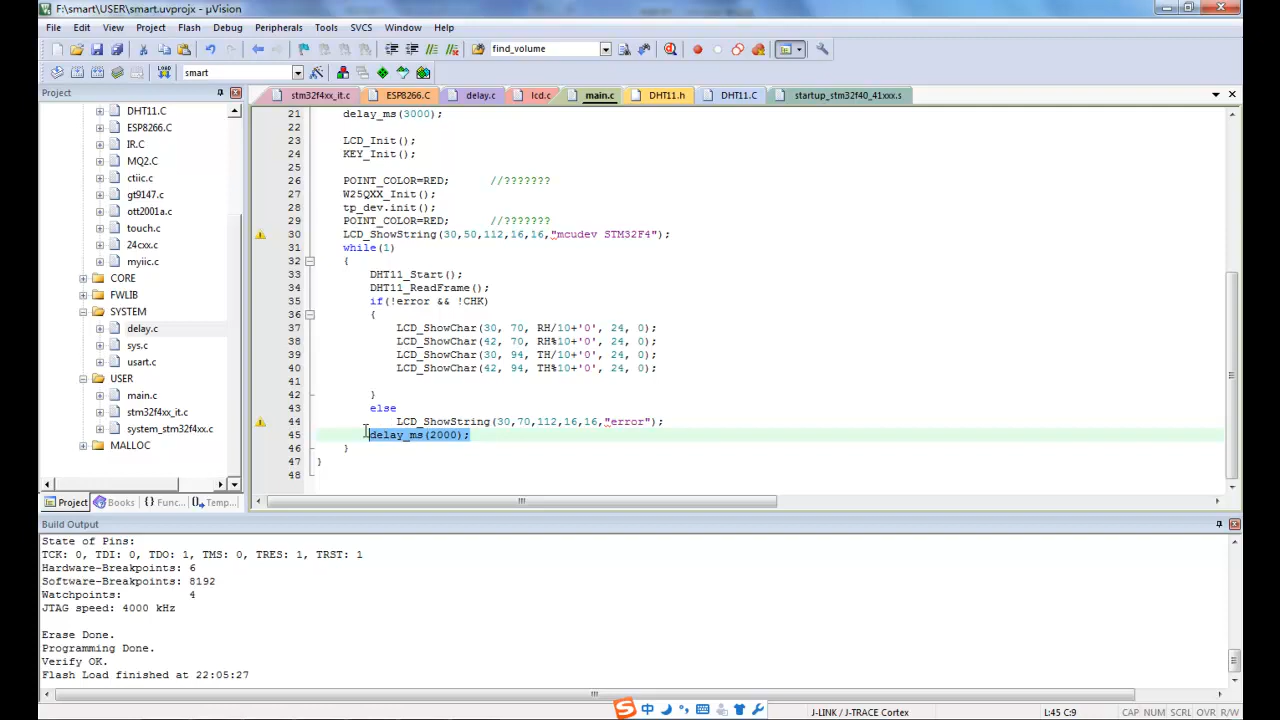 F:\smart\USER\smart.uvprojx - µVision
File Edit View Project Flash Debug Peripherals Tools SVCS Window Help
find_volume
LOAD smart
Project
stm32f4xx_it.c ESP8266.C delay.c lcd.c main.c DHT11.h DHT11.C startup_stm32f40_41xxx.s
DHT11.C
ESP8266.C
IR.C
MQ2.C
ctiic.c
gt9147.c
ott2001a.c
touch.c
24cxx.c
myiic.c
CORE
FWLIB
SYSTEM
delay.c
sys.c
usart.c
USER
main.c
stm32f4xx_it.c
system_stm32f4xx.c
MALLOC
Project Books {} Func... Temp...
21 delay_ms(3000);
22
23 LCD_Init();
24 KEY_Init();
25
26 POINT_COLOR=RED; //???????
27 W25QXX_Init();
28 tp_dev.init();
29 POINT_COLOR=RED; //???????
30 LCD_ShowString(30,50,112,16,16,"mcudev STM32F4");
31 while(1)
32 {
33 DHT11_Start();
34 DHT11_ReadFrame();
35 if(!error && !CHK)
36 {
37 LCD_ShowChar(30, 70, RH/10+'0', 24, 0);
38 LCD_ShowChar(42, 70, RH%10+'0', 24, 0);
39 LCD_ShowChar(30, 94, TH/10+'0', 24, 0);
40 LCD_ShowChar(42, 94, TH%10+'0', 24, 0);
41
42 }
43 else
44 LCD_ShowString(30,70,112,16,16,"error");
45 delay_ms(2000);
46 }
47 }
48
Build Output
State of Pins:
TCK: 0, TDI: 0, TDO: 1, TMS: 0, TRES: 1, TRST: 1
Hardware-Breakpoints: 6
Software-Breakpoints: 8192
Watchpoints: 4
JTAG speed: 4000 kHz
Erase Done.
Programming Done.
Verify OK.
Flash Load finished at 22:05:27
S 中
J-LINK / J-TRACE Cortex L:45 C:9 CAP NUM SCRL OVR R/W